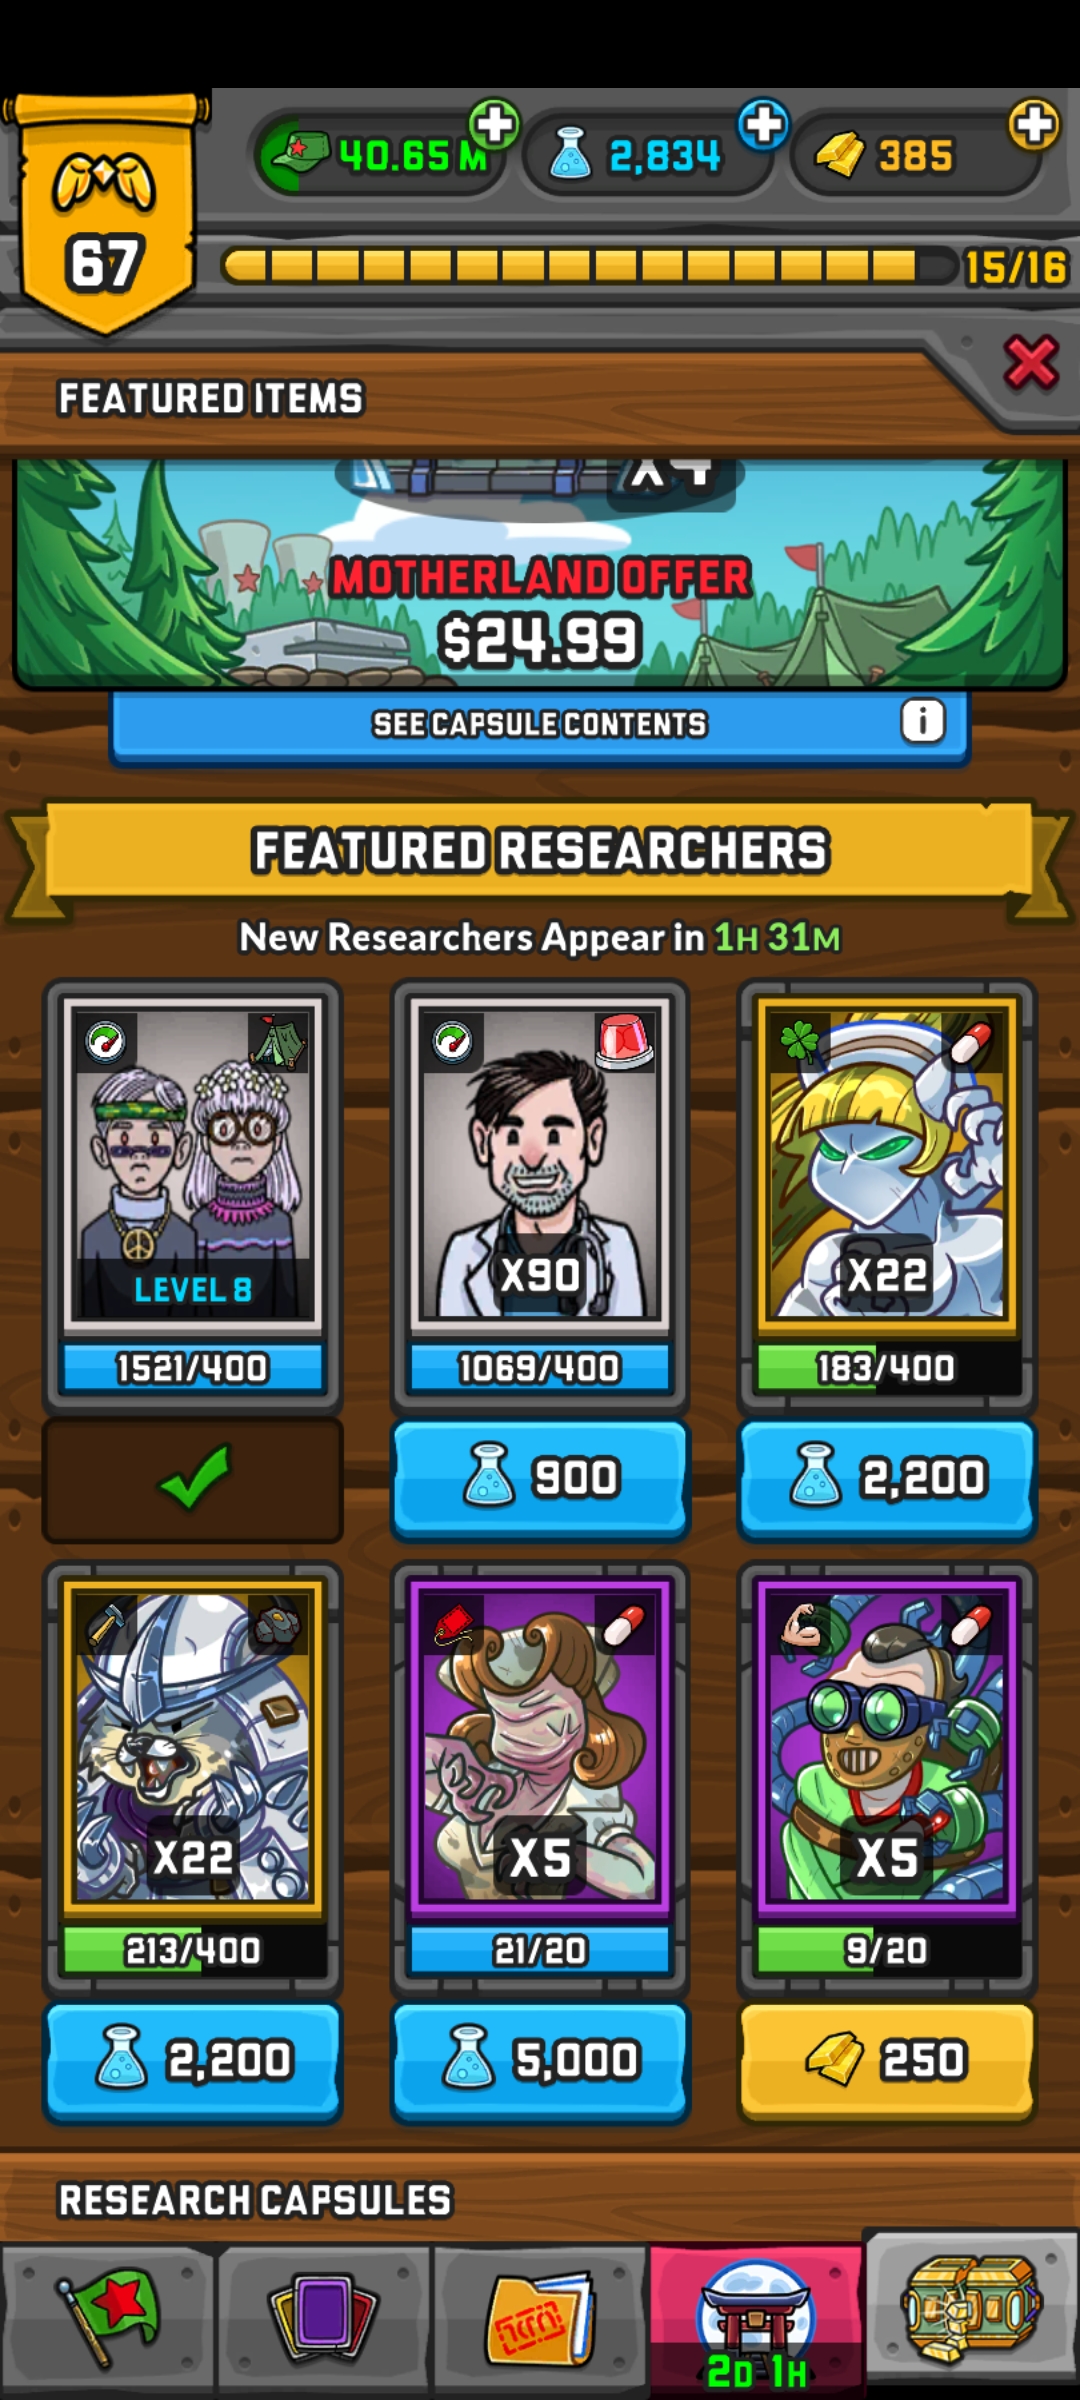 40.65 M
2,834
385
67
15/16
FEATURED ITEMS
X4
MOTHERLAND OFFER
$24.99
SEE CAPSULE CONTENTS
i
FEATURED RESEARCHERS
New Researchers Appear in 1H 31M
LEVEL 8
X90
X22
1521/400
1069/400
183/400
900
2,200
X22
X5
X5
213/400
21/20
9/20
2,200
5,000
250
RESEARCH CAPSULES
2D 1H